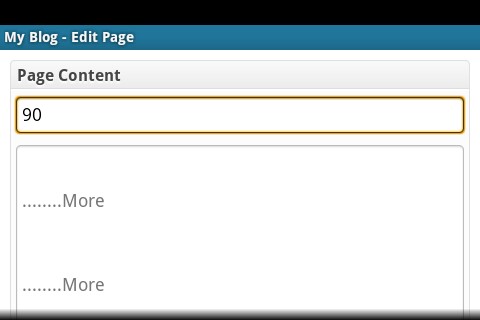 My Blog - Edit Page
Page Content
90
........More
........More